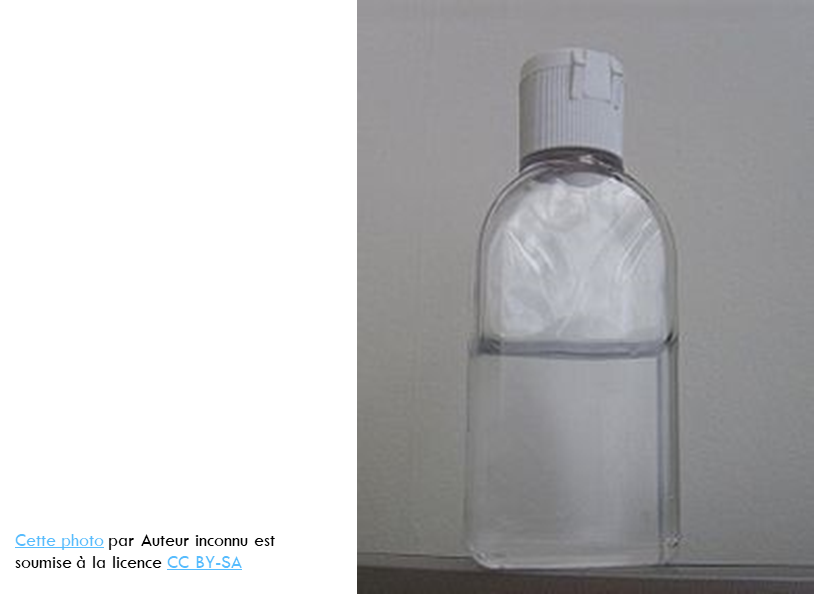 Cette photo par Auteur inconnu est
soumise à la licence CC BY-SA